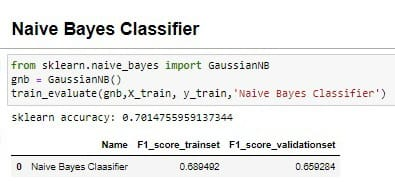 Naive Bayes Classifier
from sklearn.naive_bayes import GaussianNB
gnb = GaussianNB()
train_evaluate(gnb,X_train, y_train,'Naive Bayes Classifier')
sklearn accuracy: 0.7014755959137344
Name F1_score_trainset F1_score_validationset
0 Naive Bayes Claasifier 0.689492 0.659284